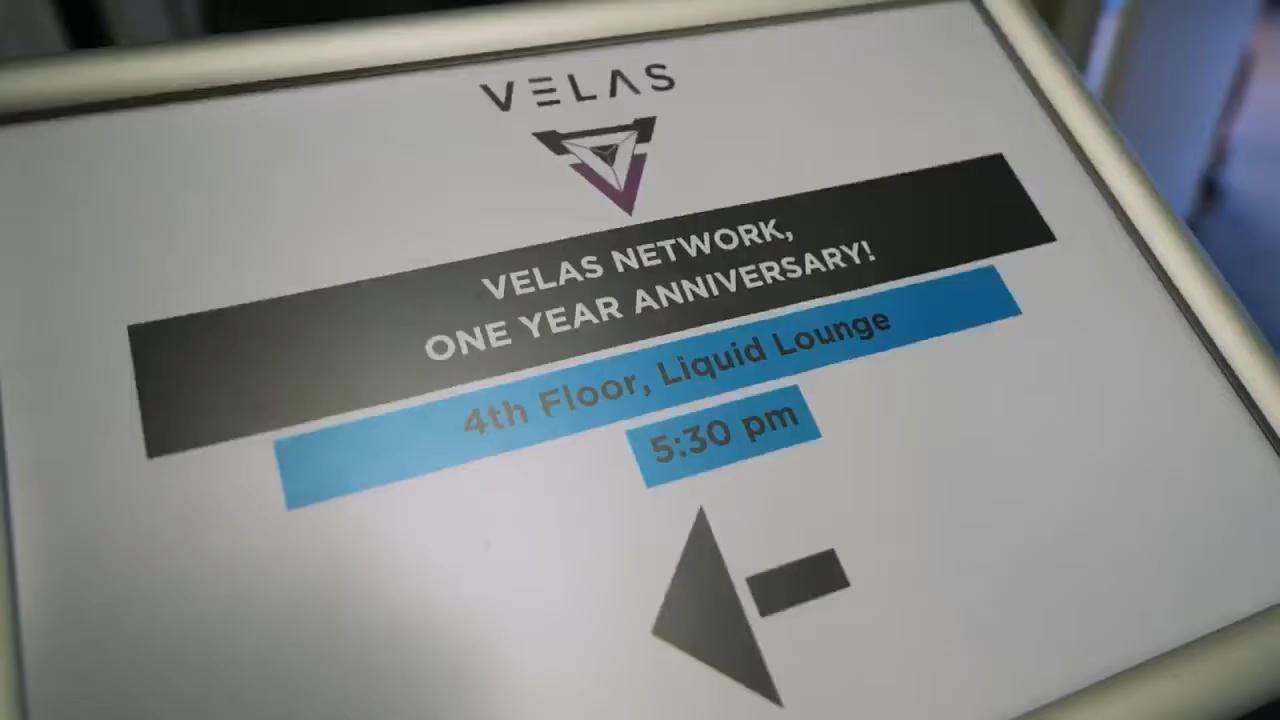 VELAS
VELAS NETWORK,
ONE YEAR ANNIVERSARY!
4th Floor, Liquid Lounge
5:30 pm